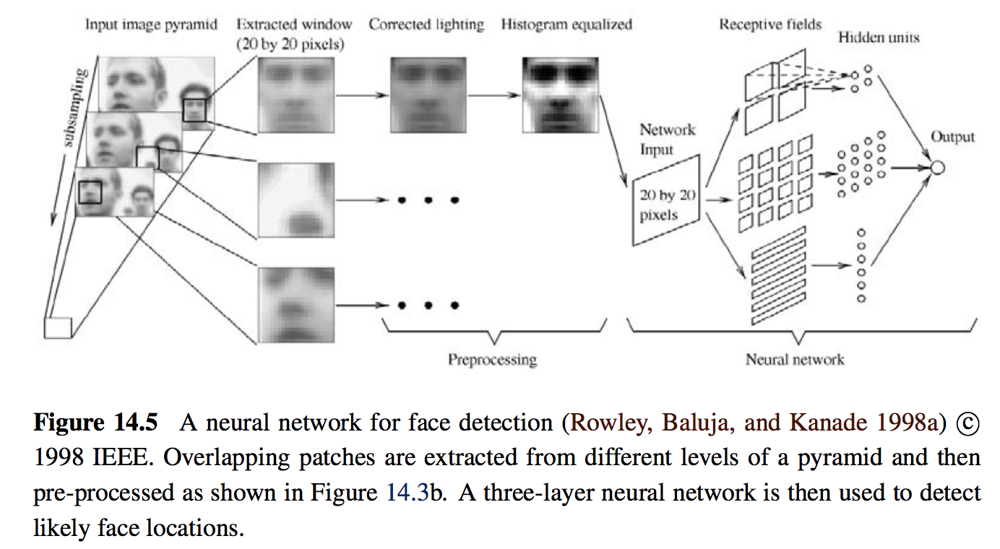 Input image pyramid
Extracted window
(20 by 20 pixels)
Corrected lighting
Histogram equalized
Receptive fields
Hidden units
subsampling
Network
Input
20 by 20
pixels
Output
Preprocessing
Neural network
Figure 14.5 A neural network for face detection (Rowley, Baluja, and Kanade 1998a) ©
1998 IEEE. Overlapping patches are extracted from different levels of a pyramid and then
pre-processed as shown in Figure 14.3b. A three-layer neural network is then used to detect
likely face locations.